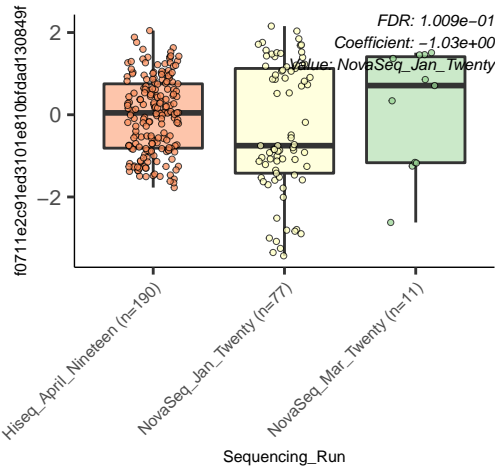 FDR: 1.009e−01
Coefficient: −1.03e+00
Value: NovaSeq_Jan_Twenty
f0711e2c91ed3101e810bfdad130849f
2
0
−2
Hiseq_April_Nineteen (n=190)
NovaSeq_Jan_Twenty (n=77)
NovaSeq_Mar_Twenty (n=11)
Sequencing_Run